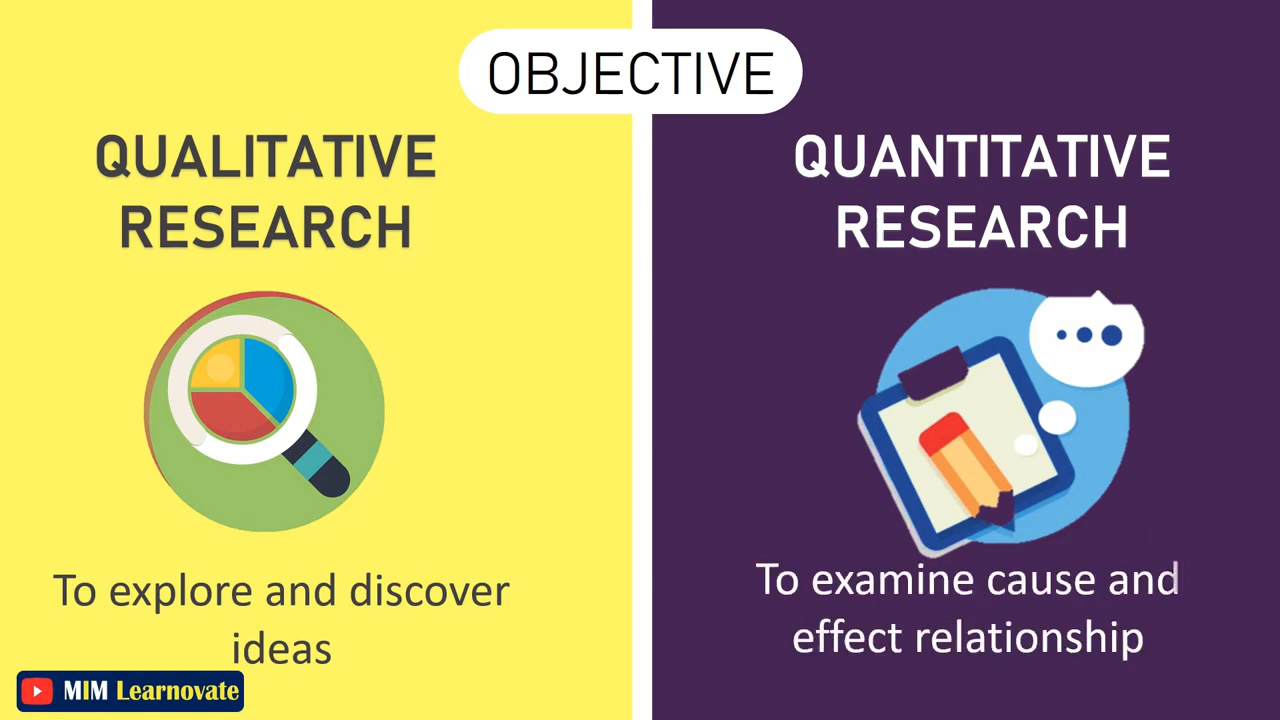 OBJECTIVE
QUALITATIVE
RESEARCH
To explore and discover
ideas
QUANTITATIVE
RESEARCH
To examine cause and
effect relationship
MIM Learnovate